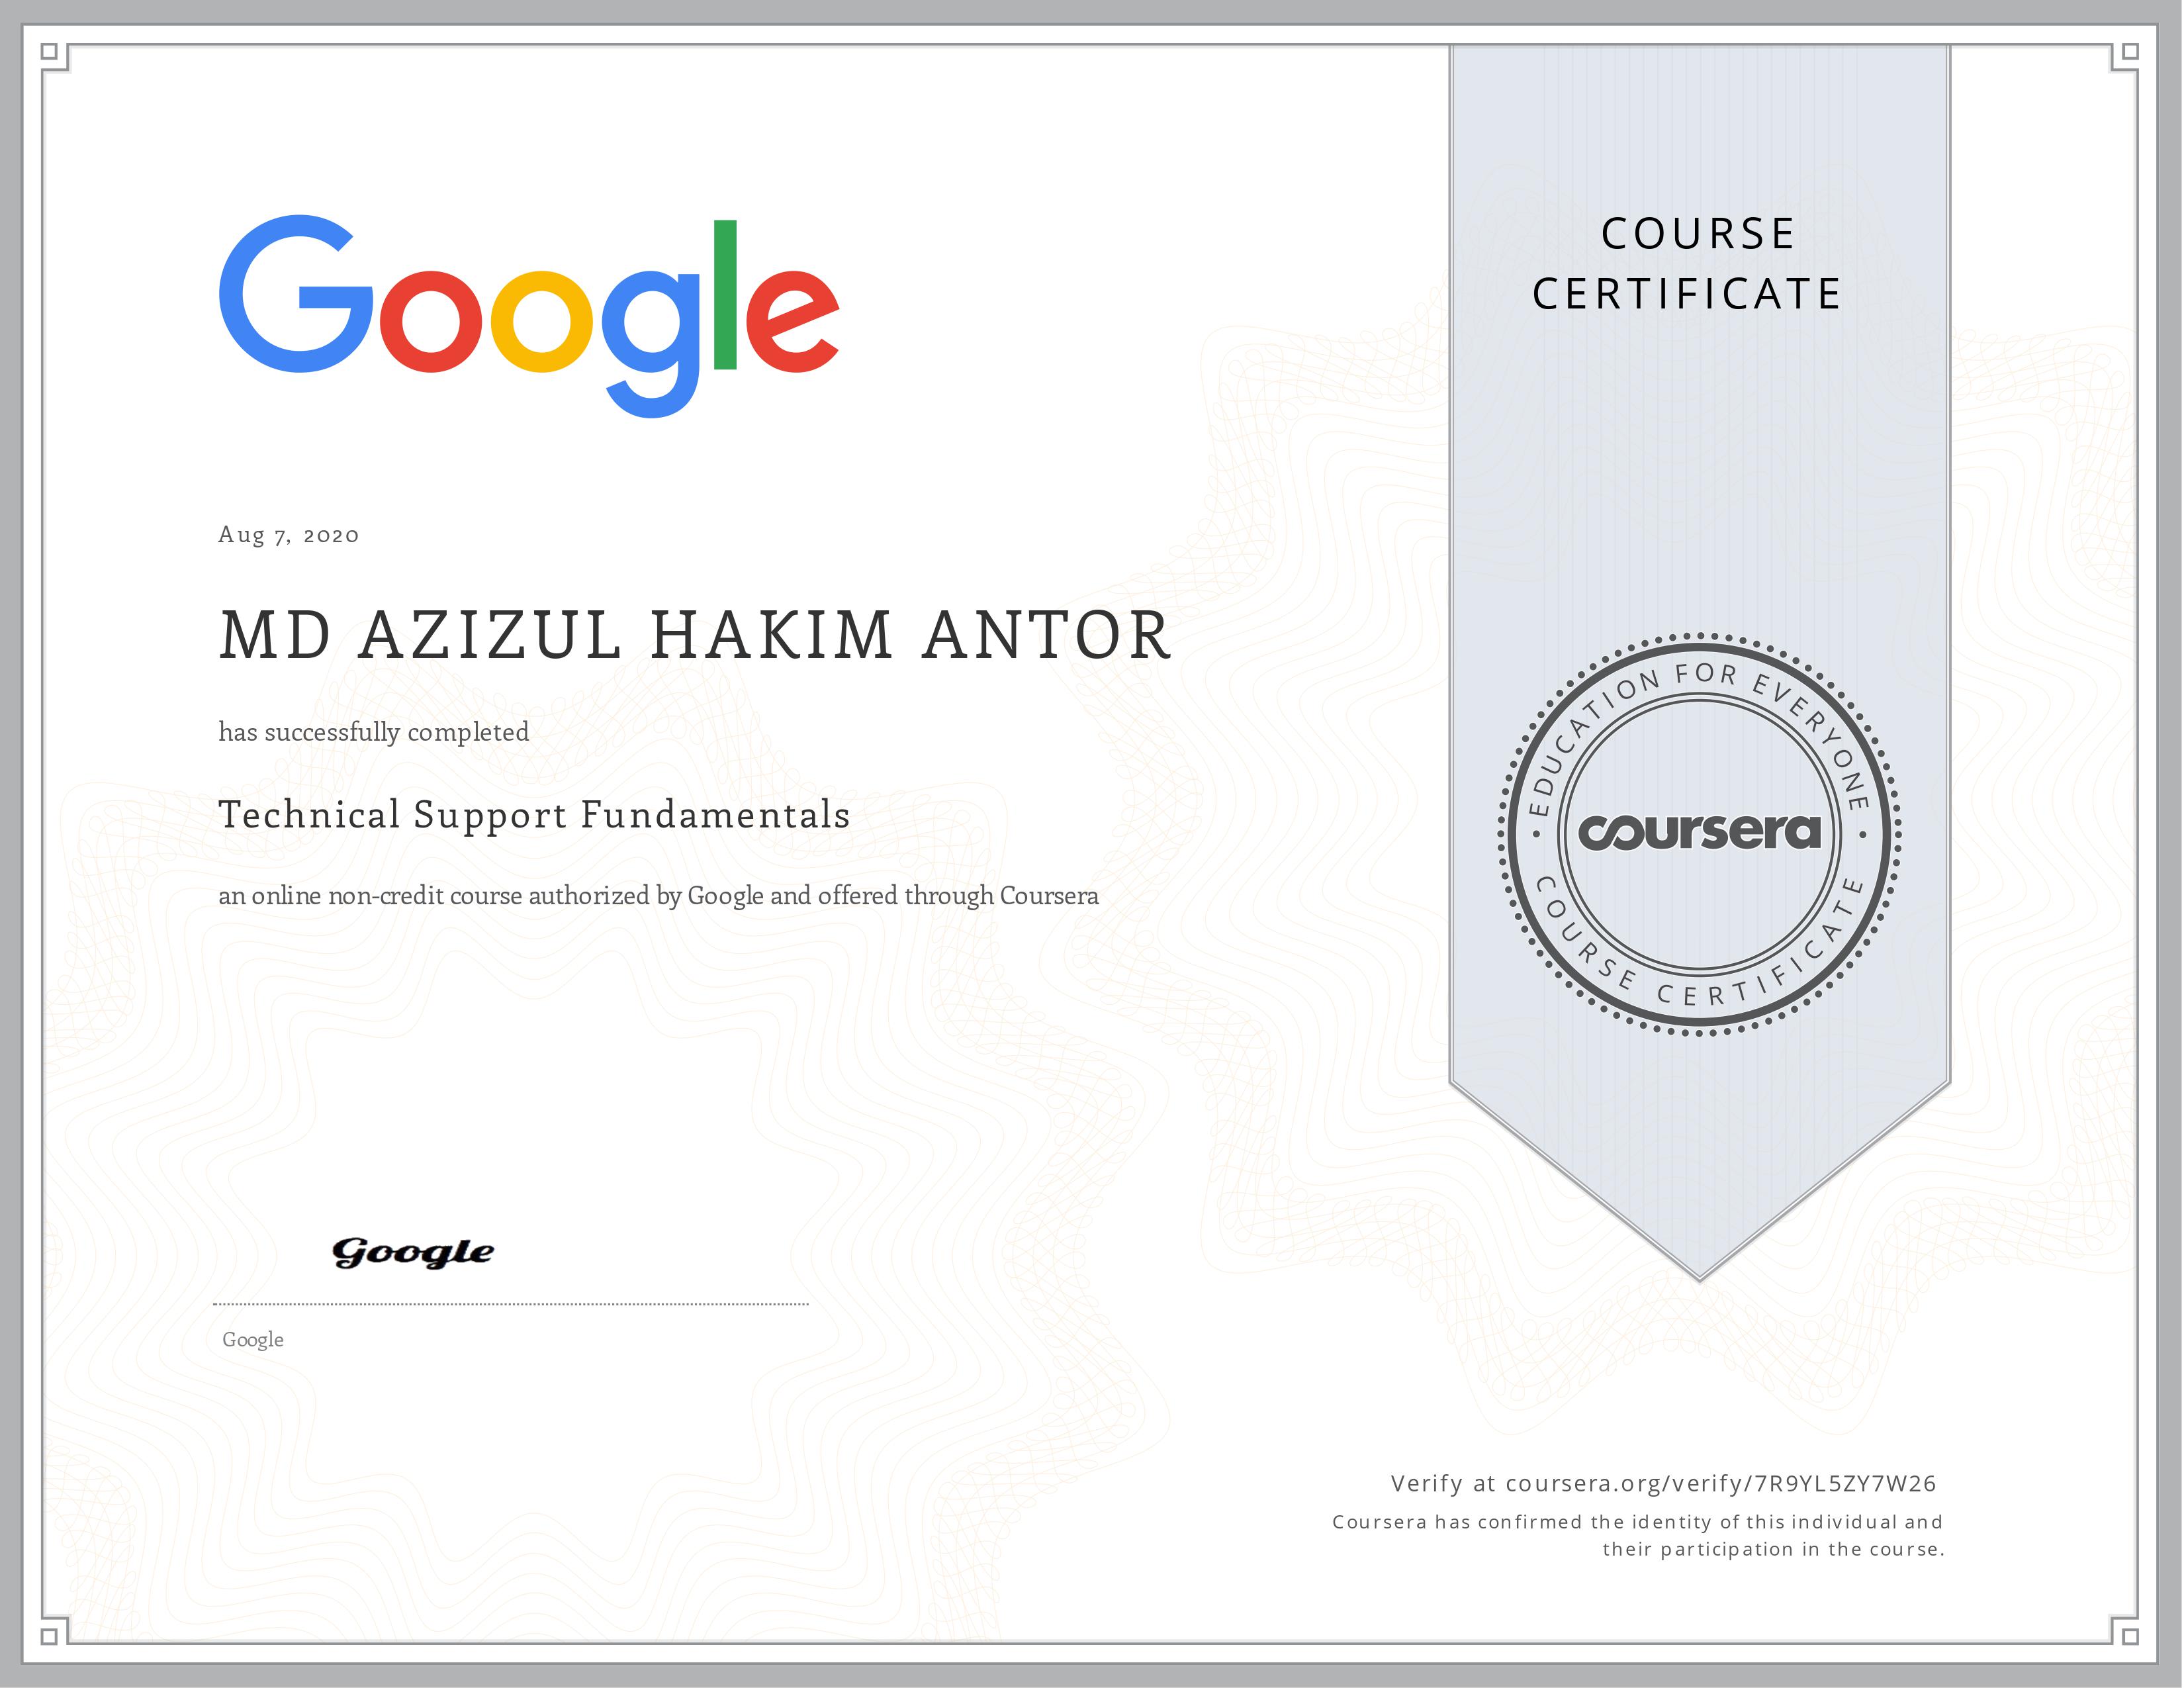 Google
COURSE
CERTIFICATE
Aug 7, 2020
MD AZIZUL HAKIM ANTOR
has successfully completed
Technical Support Fundamentals
an online non-credit course authorized by Google and offered through Coursera
• EDUCATION FOR EVERYONE •
coursera
COURSE CERTIFICATE
Google
Google
Verify at coursera.org/verify/7R9YL5ZY7W26
Coursera has confirmed the identity of this individual and
their participation in the course.